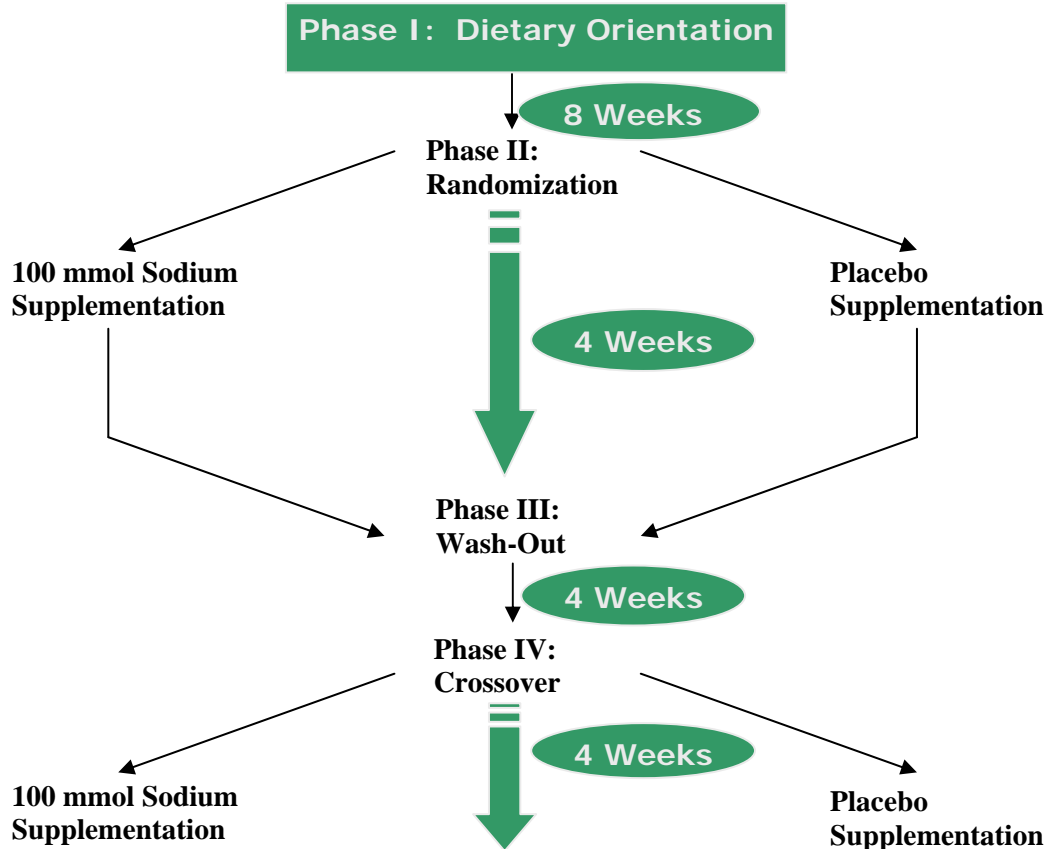 Phase I: Dietary Orientation
8 Weeks
Phase II:
Randomization
100 mmol Sodium
Supplementation
Placebo
Supplementation
4 Weeks
Phase III:
Wash-Out
4 Weeks
Phase IV:
Crossover
4 Weeks
100 mmol Sodium
Supplementation
Placebo
Supplementation